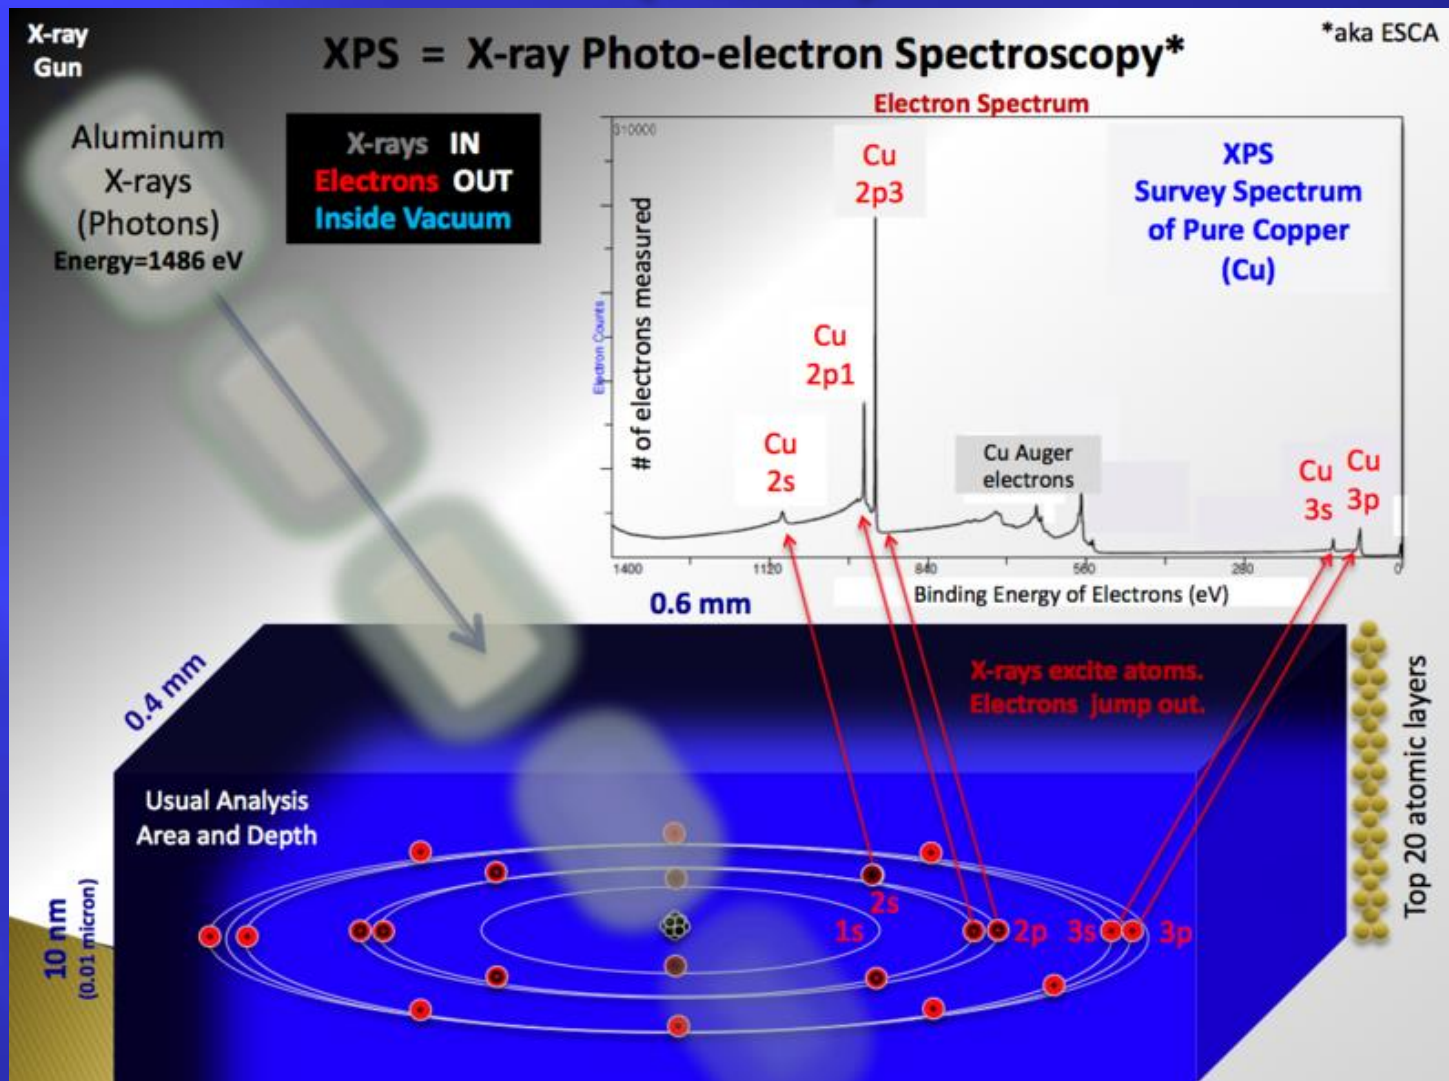 X-ray
Gun
XPS = X-ray Photo-electron Spectroscopy*
*aka ESCA
Aluminum
X-rays
(Photons)
Energy=1486 eV
X-rays IN
Electrons OUT
Inside Vacuum
Electron Spectrum
310000
Electron Counts
# of electrons measured
Cu
2p3
XPS
Survey Spectrum
of Pure Copper
(Cu)
Cu
2p1
Cu
2s
Cu Auger
electrons
Cu
3s
Cu
3p
1400
1120
840
560
280
0
Binding Energy of Electrons (eV)
0.6 mm
0.4 mm
X-rays excite atoms.
Electrons jump out.
Top 20 atomic layers
Usual Analysis
Area and Depth
10 nm
(0.01 micron)
1s
2s
2p
3s
3p